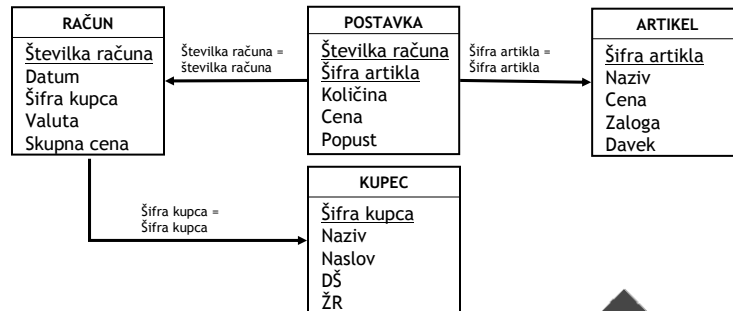 RAČUN
Številka računa
Datum
Šifra kupca
Valuta
Skupna cena
Številka računa =
številka računa
POSTAVKA
Številka računa
Šifra artikla
Količina
Cena
Popust
Šifra artikla =
Šifra artikla
ARTIKEL
Šifra artikla
Naziv
Cena
Zaloga
Davek
Šifra kupca =
Šifra kupca
KUPEC
Šifra kupca
Naziv
Naslov
DŠ
ŽR